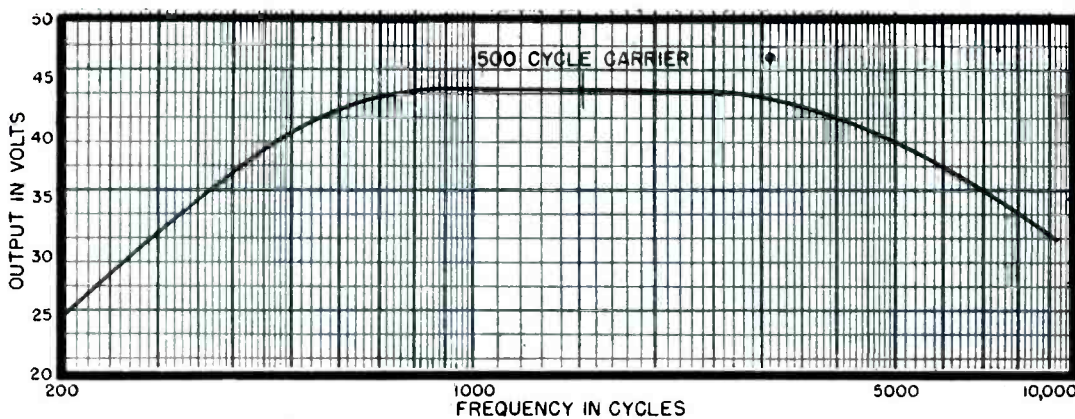 50
1500 CYCLE CARRIER
45
40
35
30
25
20
OUTPUT IN VOLTS
200 1000 5000 10,000
FREQUENCY IN CYCLES